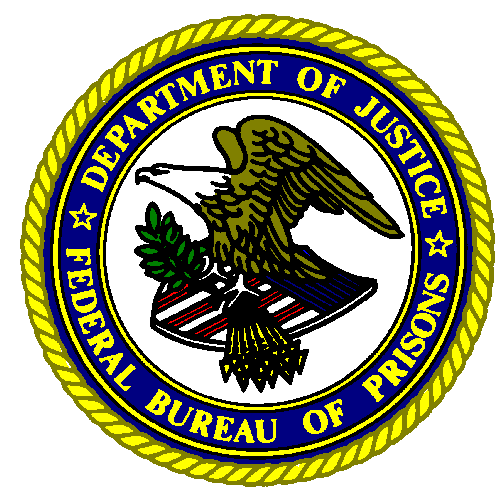 DEPARTMENT OF JUSTICE
FEDERAL BUREAU OF PRISONS